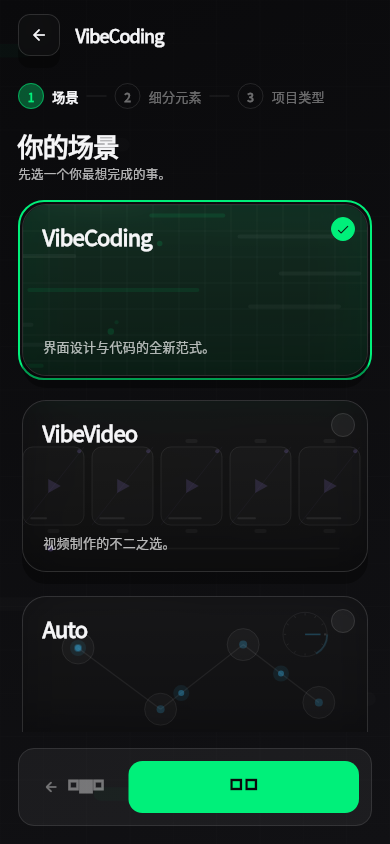 VibeCoding
1 场景 2 细分元素 3 项目类型
你的场景
先选一个你最想完成的事。
VibeCoding
界面设计与代码的全新范式。
VibeVideo
视频制作的不二之选。
Auto